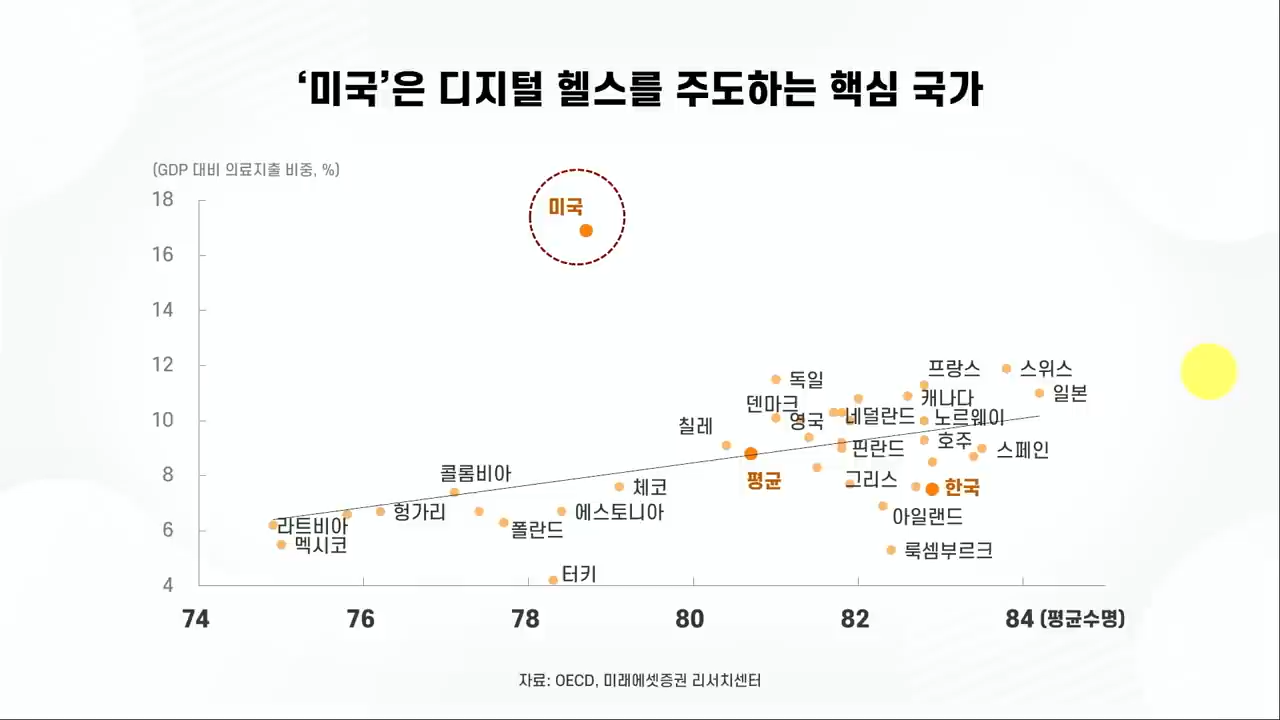 ‘미국’은 디지털 헬스를 주도하는 핵심 국가
(GDP 대비 의료지출 비중, %)
18
16
14
12
10
8
6
4
미국
프랑스
스위스
독일
캐나다
일본
덴마크
칠레
영국
네덜란드
노르웨이
핀란드
호주
스페인
평균
그리스
한국
콜롬비아
체코
라트비아
헝가리
에스토니아
폴란드
아일랜드
멕시코
룩셈부르크
터키
74 76 78 80 82 84 (평균수명)
자료: OECD, 미래에셋증권 리서치센터